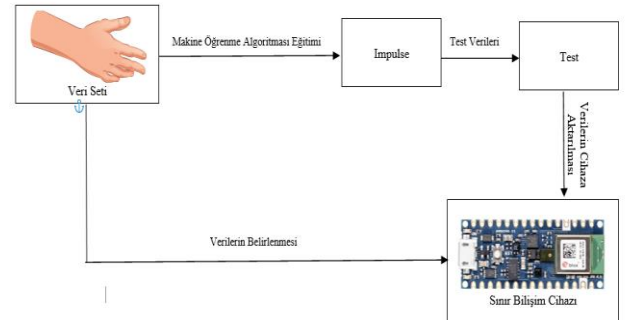 Makine Öğrenme Algoritması Eğitimi
Impulse
Test Verileri
Test
Veri Seti
Verilerin Cihaza
Aktarılması
Verilerin Belirlenmesi
Sınır Bilişim Cihazı